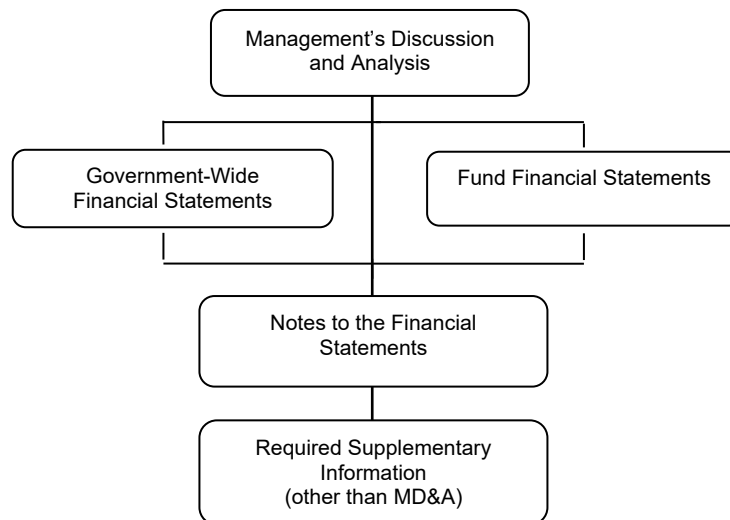 Management’s Discussion
and Analysis
Government-Wide
Financial Statements
Fund Financial Statements
Notes to the Financial
Statements
Required Supplementary
Information
(other than MD&A)